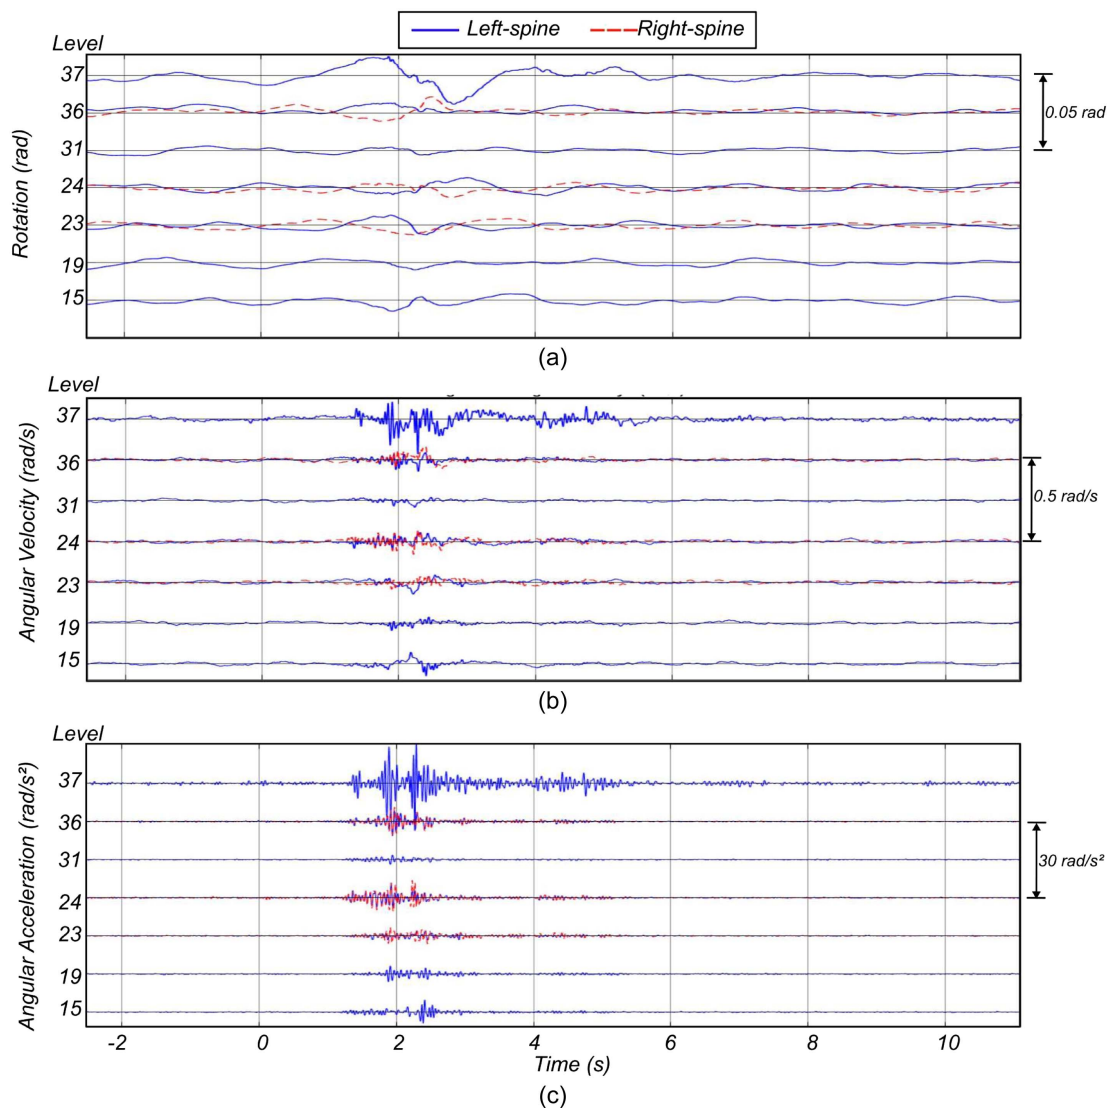 Left-spine Right-spine
Level
37
36
31
24
23
19
15
Rotation (rad)
0.05 rad
(a)
Level
37
36
31
24
23
19
15
Angular Velocity (rad/s)
0.5 rad/s
(b)
Level
37
36
31
24
23
19
15
Angular Acceleration (rad/s²)
30 rad/s²
-2 0 2 4 6 8 10
Time (s)
(c)